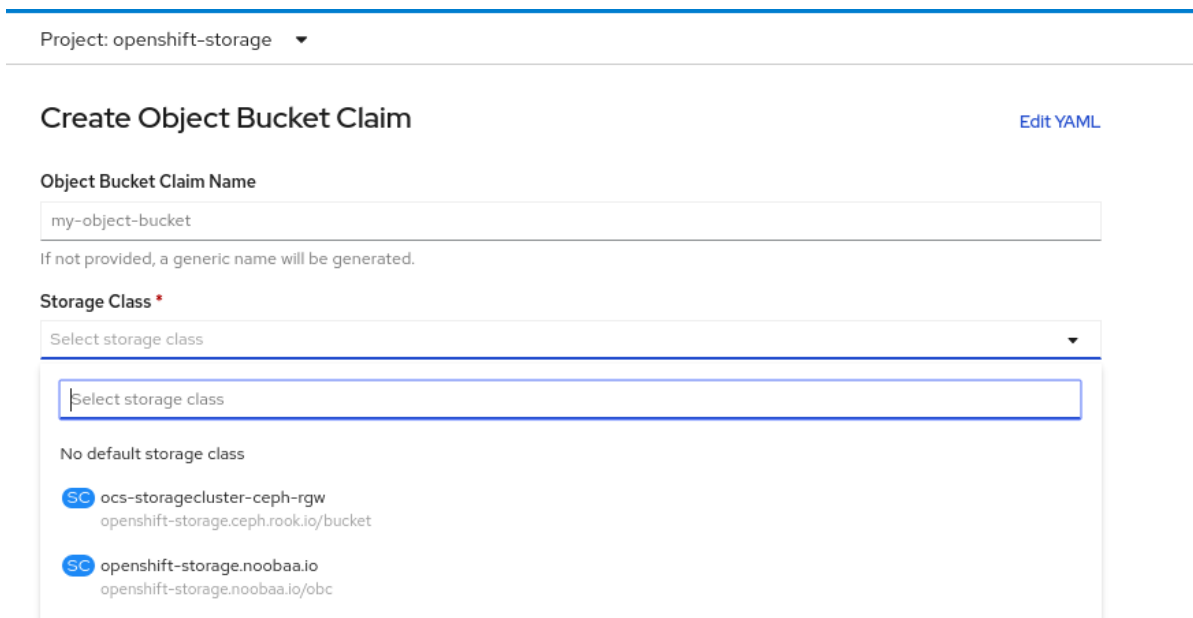 Project: openshift-storage
Create Object Bucket Claim
Edit YAML
Object Bucket Claim Name
my-object-bucket
If not provided, a generic name will be generated.
Storage Class *
Select storage class
Select storage class
No default storage class
SC ocs-storagecluster-ceph-rgw
openshift-storage.ceph.rook.io/bucket
SC openshift-storage.noobaa.io
openshift-storage.noobaa.io/obc